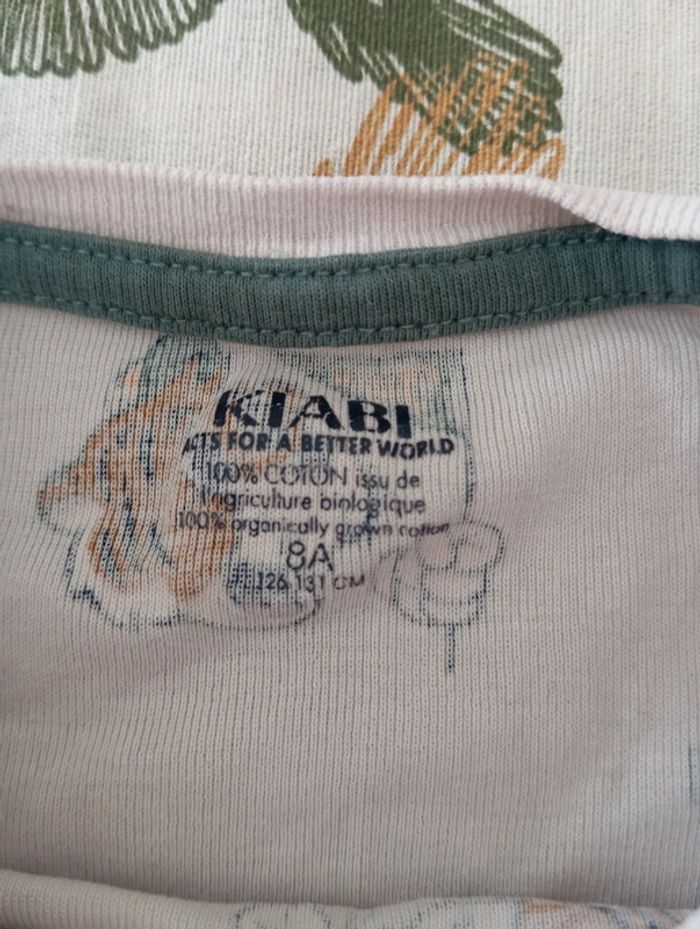 KIABI
ACTS FOR A BETTER WORLD
100% COTON issu de
l'agriculture biologique
100% organically grown cotton
8A
126/131 CM